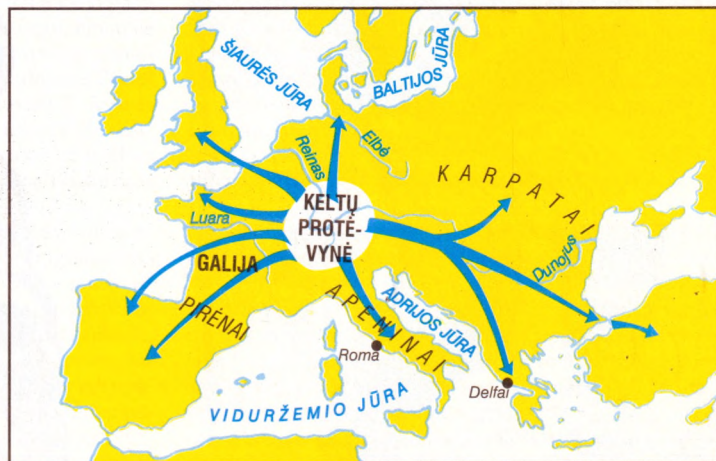 ŠIAURĖS JŪRA
BALTIJOS JŪRA
Elbė
Reinas
KARPATAI
KELTŲ
PROTĖ-
VYNĖ
Luara
GALIJA
Dunojus
PIRĖNAI
APENINAI
ADRIJOS JŪRA
Roma
Delfai
VIDURŽEMIO JŪRA